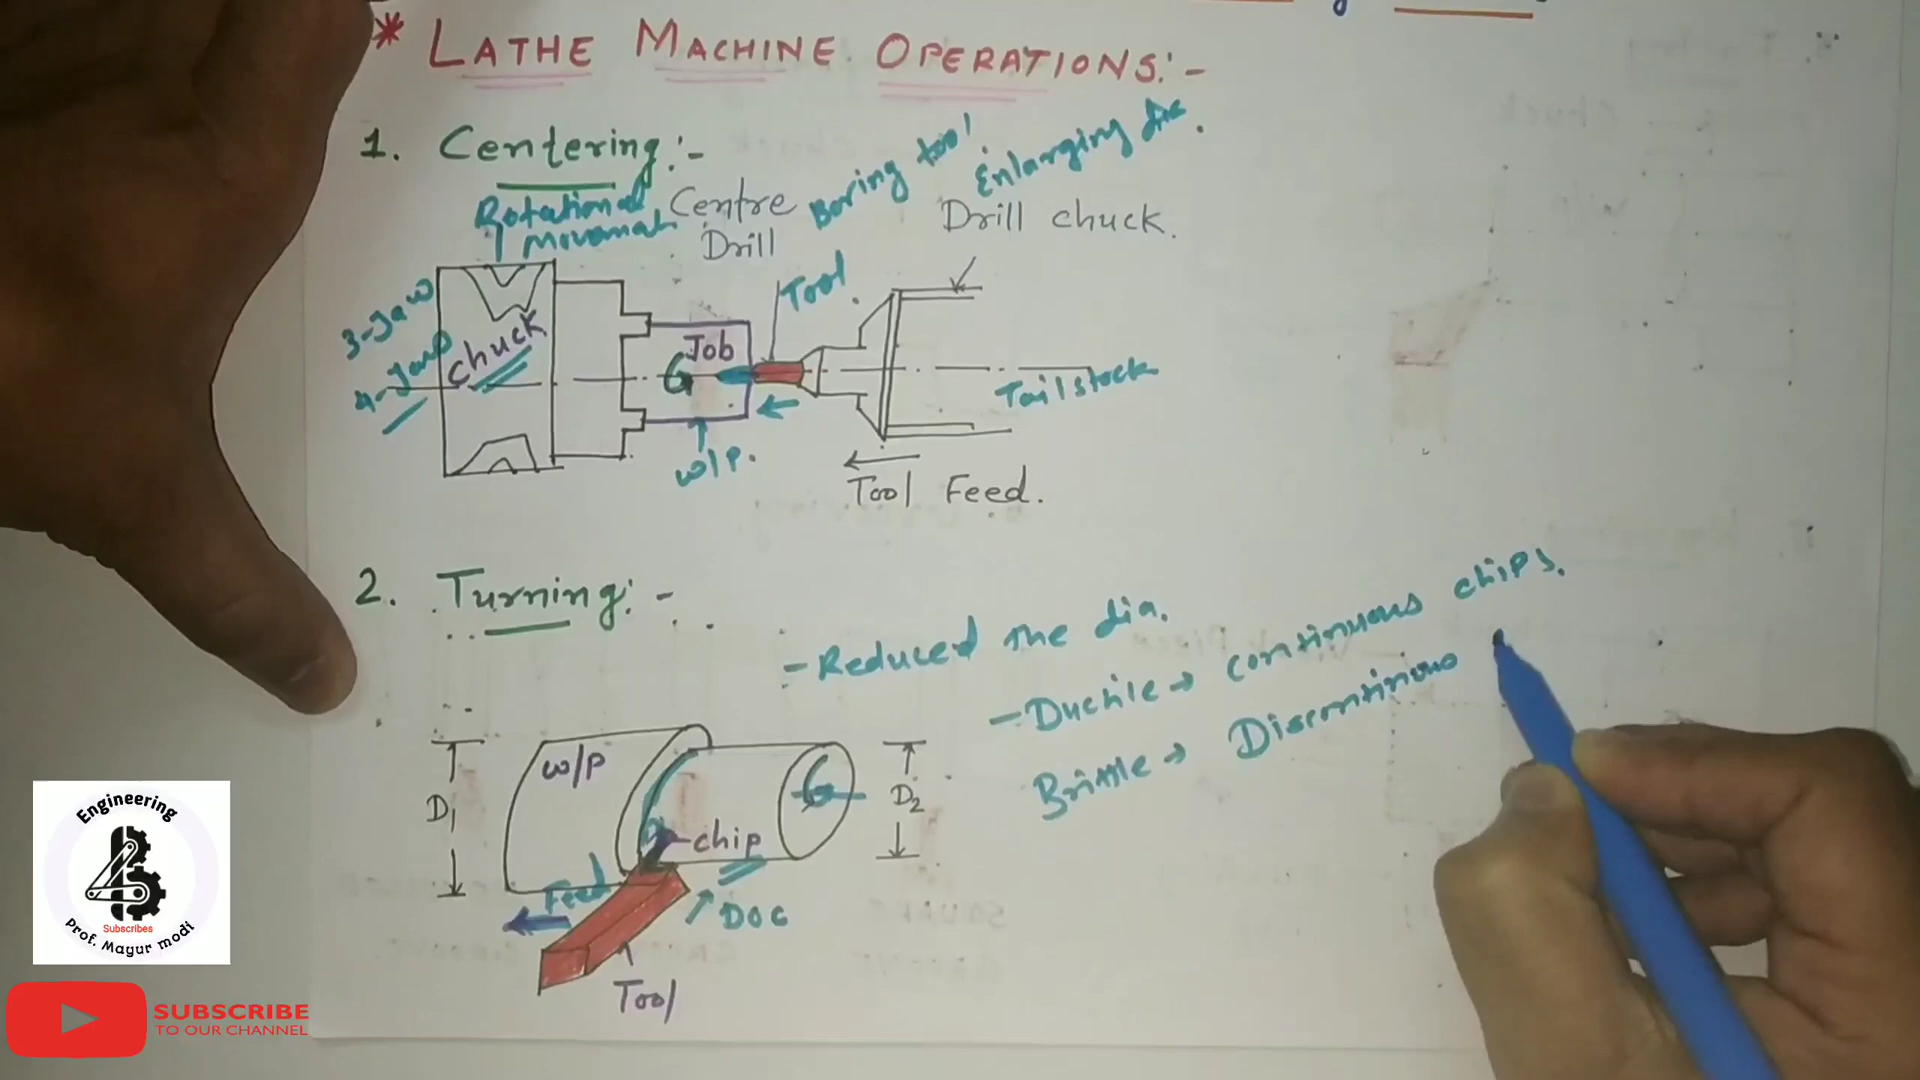 * LATHE MACHINE OPERATIONS:-
1. Centering:-
Rotational
Movement
Centre
Drill
Boring tool
Enlarging dia.
Drill chuck.
3-Jaw
4-Jaw
chuck
Job
Tool.
Tailstock
w/p.
Tool Feed.
2. Turning:-
- Reduced the dia.
- Ductile → continuous chips.
Brittle → Discontinuous
w/p
D1
D2
chip
Feed
DOC
Tool
Engineering
Subscribes
Prof. Mayur modi
SUBSCRIBE
TO OUR CHANNEL